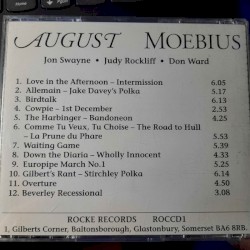 AUGUST MOEBIUS
Jon Swayne · Judy Rockliff · Don Ward
1. Love in the Afternoon – Intermission 6.05
2. Allemain – Jake Davey's Polka 5.17
3. Birdtalk 6.13
4. Cowpie – 1st December 2.53
5. The Harbinger – Bandoneon 4.25
6. Comme Tu Veux, Tu Choise – The Road to Hull
– La Prune du Phare 5.21
7. Waiting Game 5.39
8. Down the Diaria – Wholly Innocent 4.33
9. Europipe March No.1 5.25
10. Gilbert's Rant – Stirchley Polka 6.24
11. Overture 4.50
12. Beverley Recessional 3.08
ROCKE RECORDS ROCCD1
1, Gilberts Corner, Baltonsborough, Glastonbury, Somerset BA6 8RB